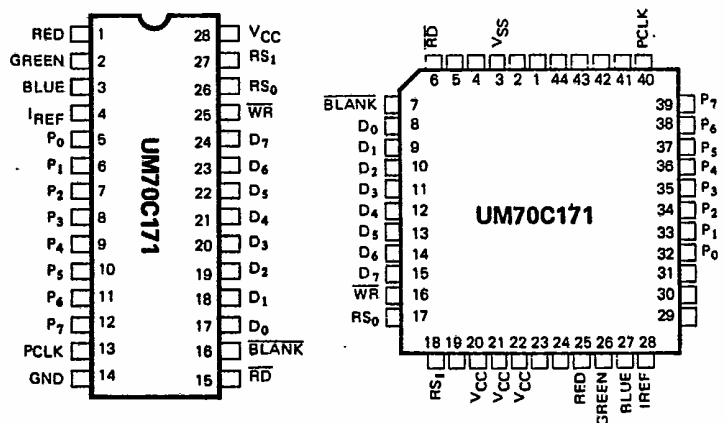 RED 1 28 VCC
GREEN 2 27 RS1
BLUE 3 26 RS0
IREF 4 25 WR
P0 5 24 D7
P1 6 23 D6
P2 7 22 D5
P3 8 21 D4
P4 9 20 D3
P5 10 19 D2
P6 11 18 D1
P7 12 17 D0
PCLK 13 16 BLANK
GND 14 15 RD
UM70C171
RD VSS PCLK
6 5 4 3 2 1 44 43 42 41 40
BLANK 7 39 P7
D0 8 38 P6
D1 9 37 P5
D2 10 36 P4
D3 11 35 P3
D4 12 34 P2
D5 13 33 P1
D6 14 32 P0
D7 15 31
WR 16 30
RS0 17 29
UM70C171
18 19 20 21 22 23 24 25 26 27 28
RS1 VCC VCC VCC RED GREEN BLUE IREF